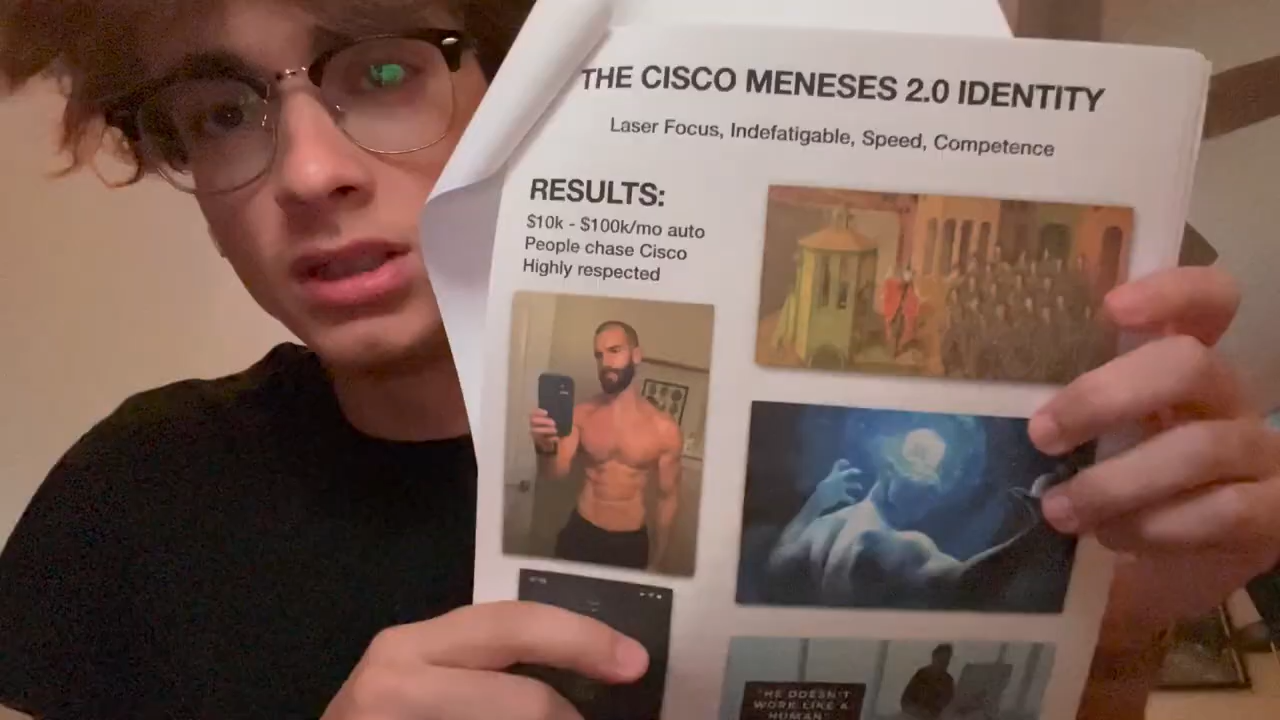 THE CISCO MENESES 2.0 IDENTITY
Laser Focus, Indefatigable, Speed, Competence
RESULTS:
$10k - $100k/mo auto
People chase Cisco
Highly respected
"HE DOESN'T
WORK LIKE A
HUMAN"